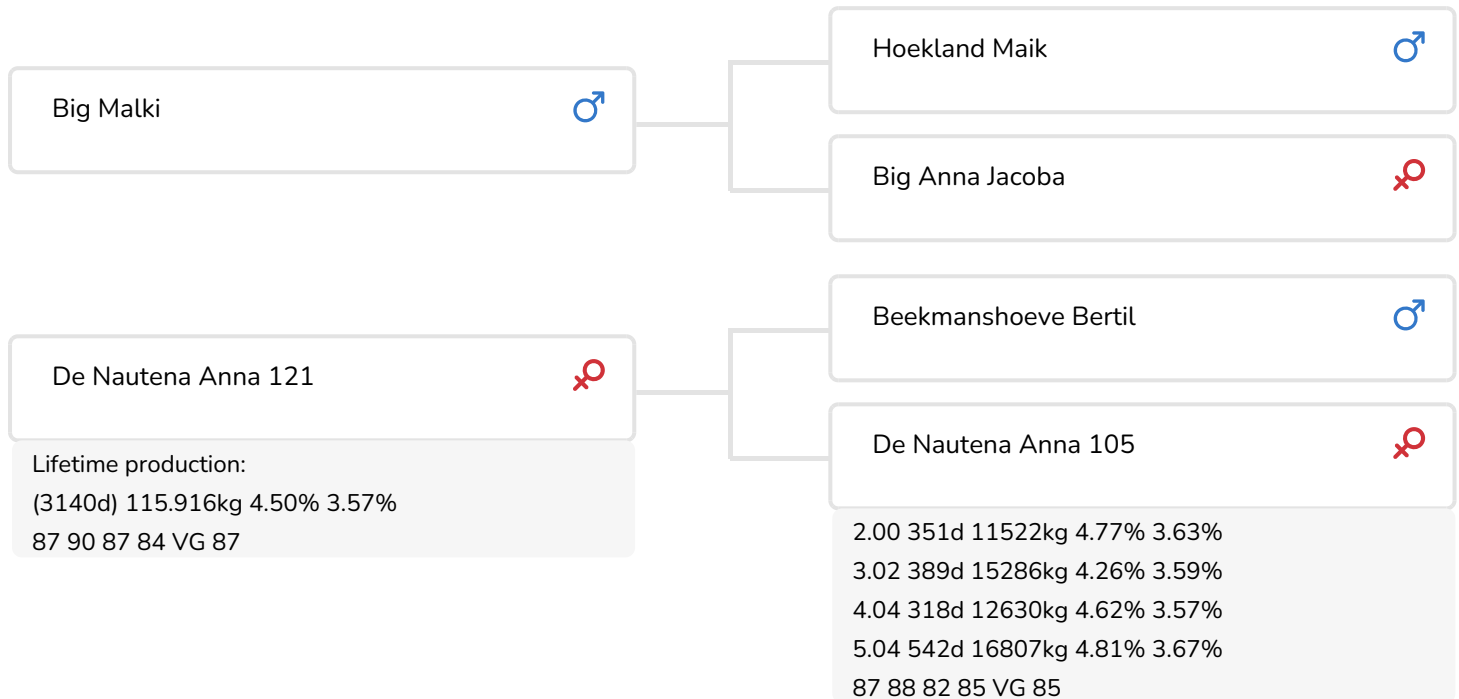 Big Malki
De Nautena Anna 121
Lifetime production:
(3140d) 115.916kg 4.50% 3.57%
87 90 87 84 VG 87
Hoekland Maik
Big Anna Jacoba
Beekmanshoeve Bertil
De Nautena Anna 105
2.00 351d 11522kg 4.77% 3.63%
3.02 389d 15286kg 4.26% 3.59%
4.04 318d 12630kg 4.62% 3.57%
5.04 542d 16807kg 4.81% 3.67%
87 88 82 85 VG 85